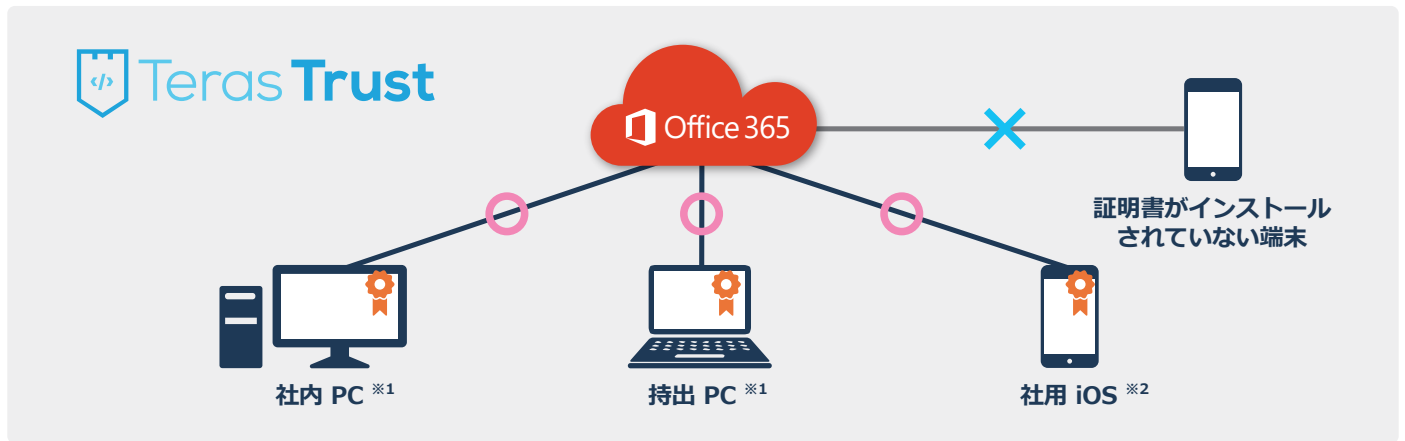 </> Teras Trust
Office 365
証明書がインストール
されていない端末
社内 PC ※1
持出 PC ※1
社用 iOS ※2